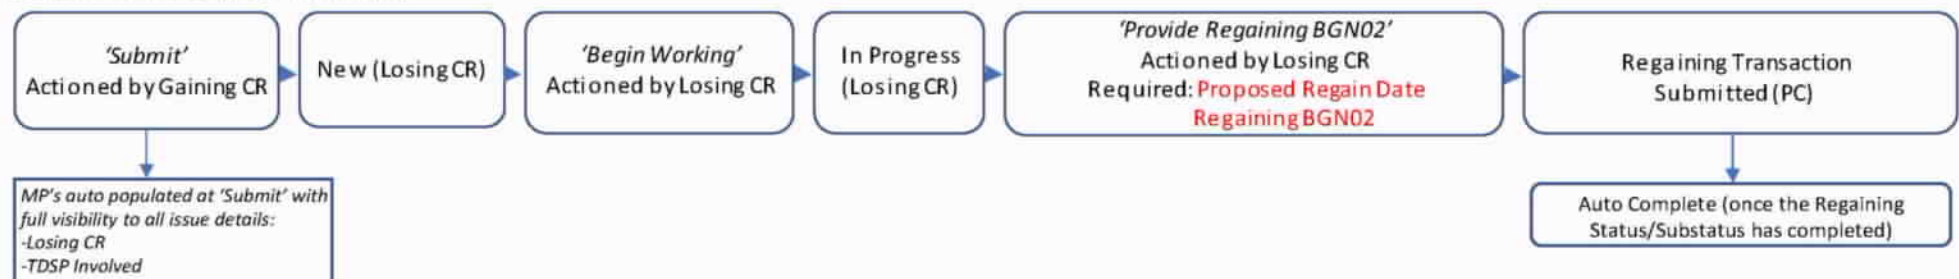 'Submit'
Actioned by Gaining CR
New (Losing CR)
'Begin Working'
Actioned by Losing CR
In Progress
(Losing CR)
'Provide Regaining BGN02'
Actioned by Losing CR
Required: Proposed Regain Date
Regaining BGN02
Regaining Transaction
Submitted (PC)
MP's auto populated at 'Submit' with
full visibility to all issue details:
-Losing CR
-TDSP Involved
Auto Complete (once the Regaining
Status/Substatus has completed)